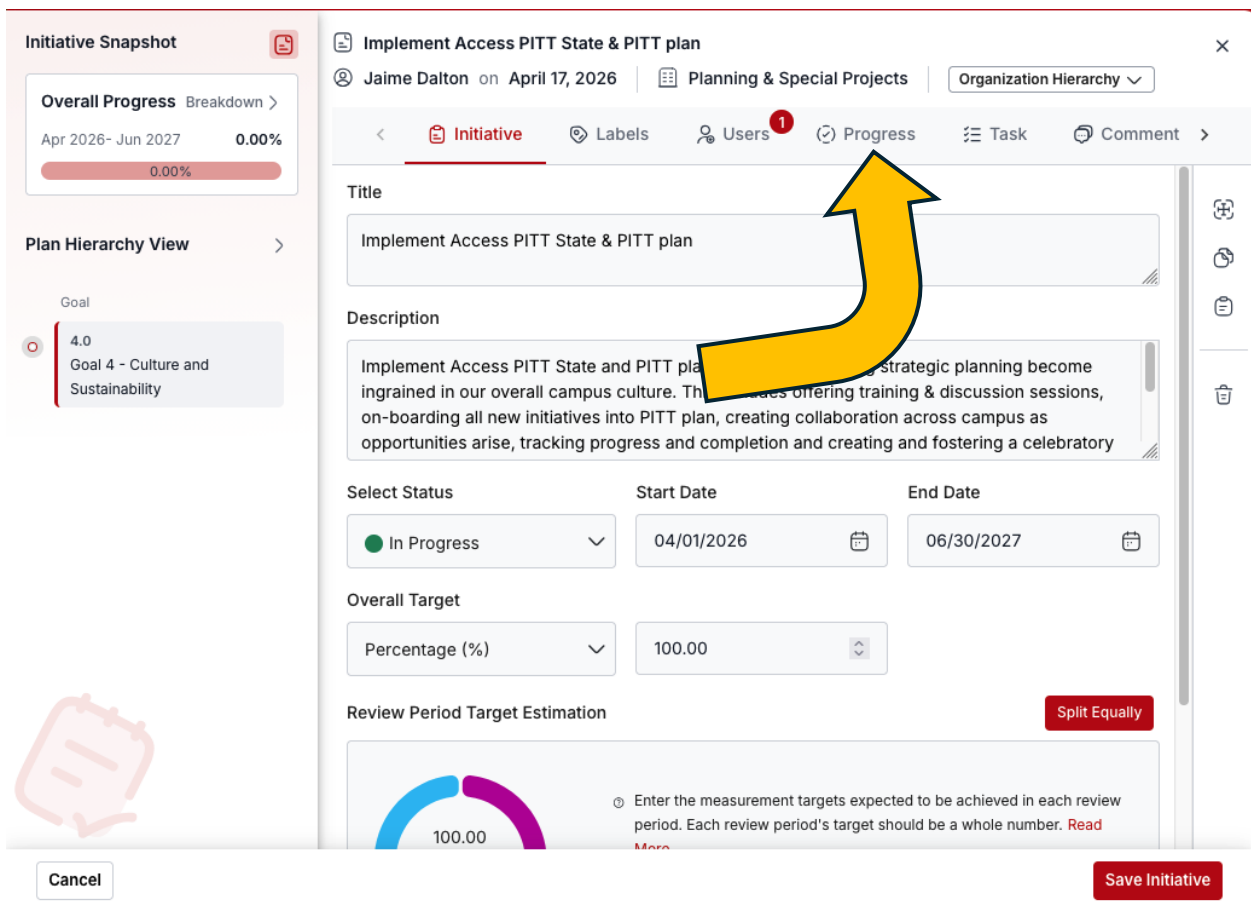 Initiative Snapshot
Overall Progress Breakdown
Apr 2026- Jun 2027 0.00%
0.00%
Plan Hierarchy View
Goal
4.0
Goal 4 - Culture and
Sustainability
Implement Access PITT State & PITT plan
Jaime Dalton on April 17, 2026 Planning & Special Projects Organization Hierarchy
Initiative Labels Users 1 Progress Task Comment
Title
Implement Access PITT State & PITT plan
Description
Implement Access PITT State and PITT strategic planning become
ingrained in our overall campus culture. offering training & discussion sessions,
on-boarding all new initiatives into PITT plan, creating collaboration across campus as
opportunities arise, tracking progress and completion and creating and fostering a celebratory
Select Status Start Date End Date
In Progress 04/01/2026 06/30/2027
Overall Target
Percentage (%) 100.00
Review Period Target Estimation Split Equally
100.00
Enter the measurement targets expected to be achieved in each review
period. Each review period's target should be a whole number. Read
More
Cancel Save Initiative